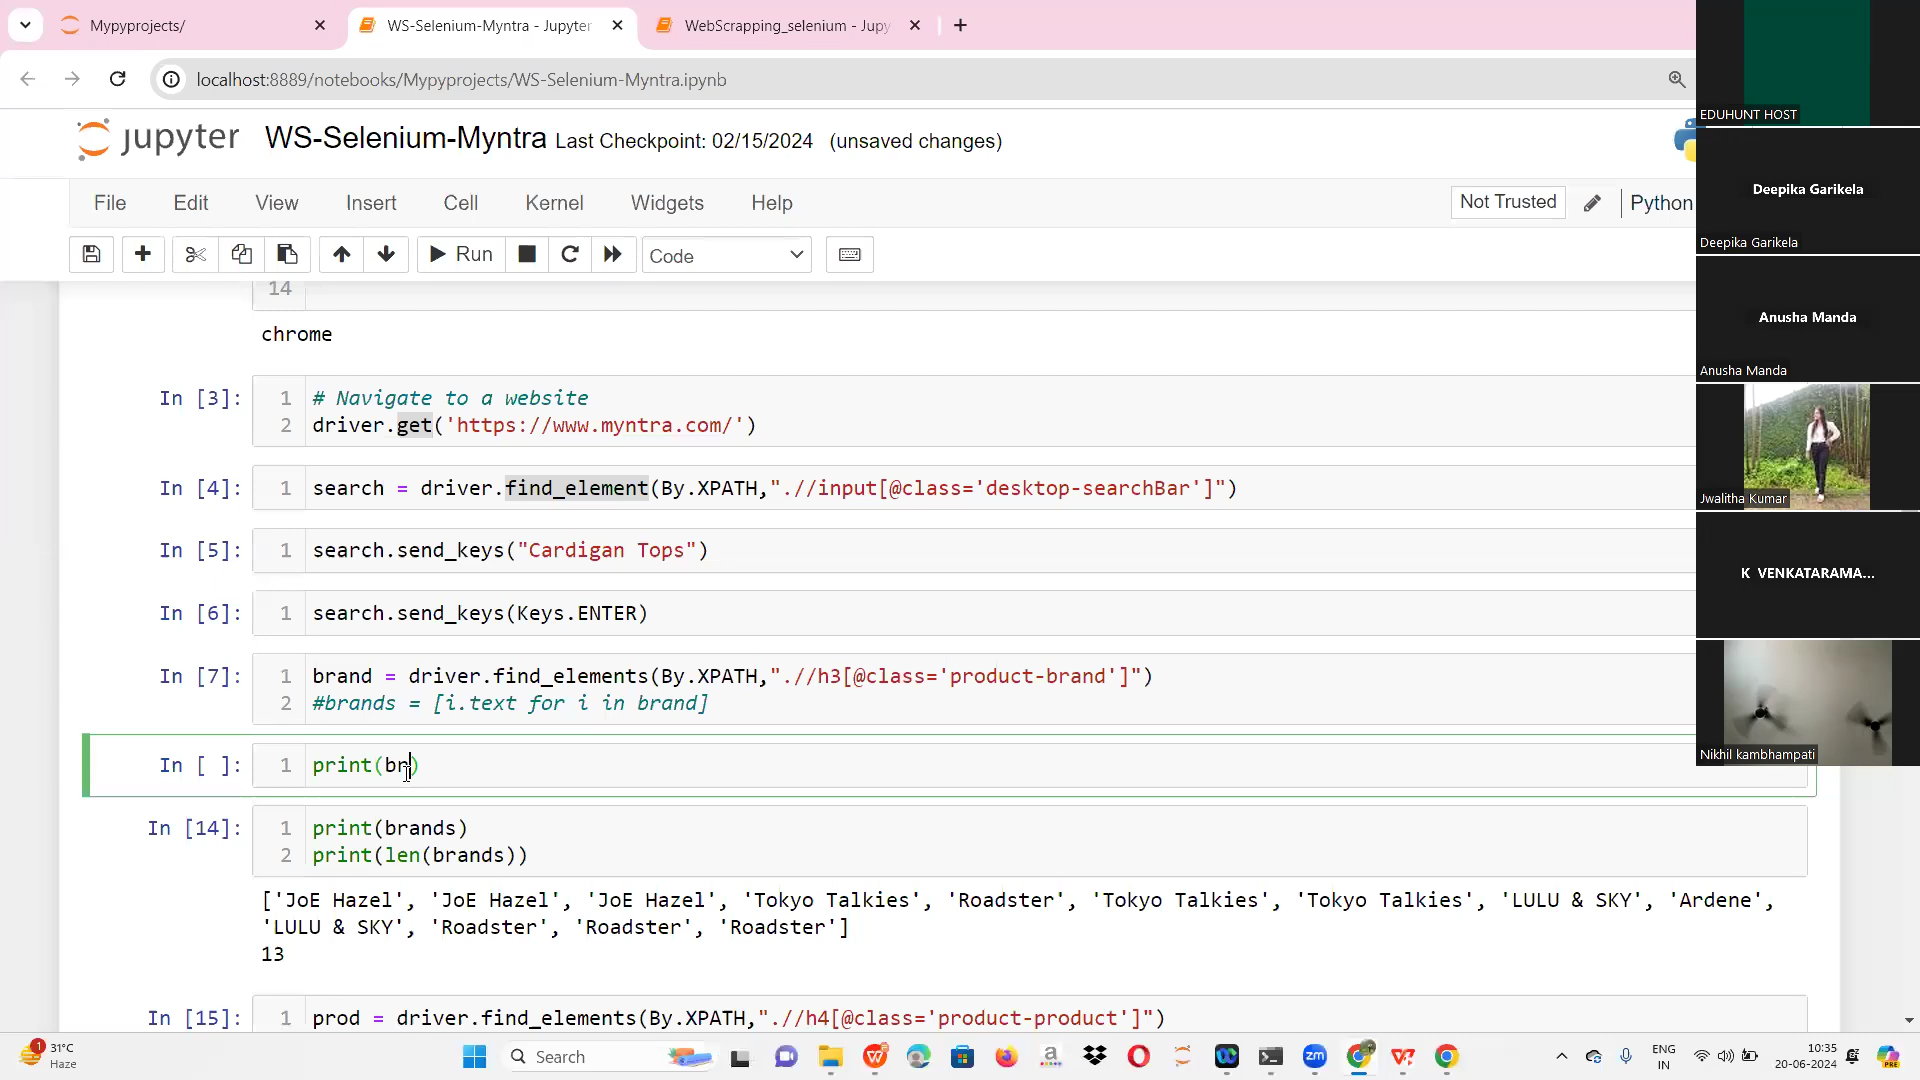 Mypyprojects/
WS-Selenium-Myntra - Jupyter
WebScrapping_selenium - Jupy
localhost:8889/notebooks/Mypyprojects/WS-Selenium-Myntra.ipynb
jupyter WS-Selenium-Myntra Last Checkpoint: 02/15/2024 (unsaved changes)
File Edit View Insert Cell Kernel Widgets Help Not Trusted Python
Run Code
14
chrome
In [3]: 1 # Navigate to a website
2 driver.get('https://www.myntra.com/')
In [4]: 1 search = driver.find_element(By.XPATH,".//input[@class='desktop-searchBar']")
In [5]: 1 search.send_keys("Cardigan Tops")
In [6]: 1 search.send_keys(Keys.ENTER)
In [7]: 1 brand = driver.find_elements(By.XPATH,".//h3[@class='product-brand']")
2 #brands = [i.text for i in brand]
In [ ]: 1 print(br)
In [14]: 1 print(brands)
2 print(len(brands))
['JoE Hazel', 'JoE Hazel', 'JoE Hazel', 'Tokyo Talkies', 'Roadster', 'Tokyo Talkies', 'Tokyo Talkies', 'LULU & SKY', 'Ardene',
'LULU & SKY', 'Roadster', 'Roadster', 'Roadster']
13
In [15]: 1 prod = driver.find_elements(By.XPATH,".//h4[@class='product-product']")
EDUHUNT HOST
Deepika Garikela
Deepika Garikela
Anusha Manda
Anusha Manda
Jwalitha Kumar
K VENKATARAMA...
Nikhil kambhampati
1
31°C
Haze
Search
ENG
IN
10:35
20-06-2024
PRE